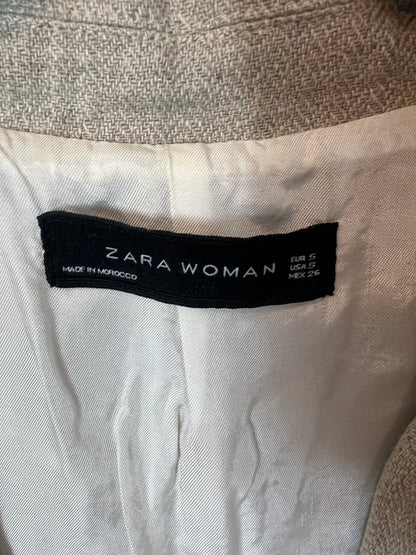 ZARA WOMAN
MADE IN MOROCCO
EUR S
USA S
MEX 26